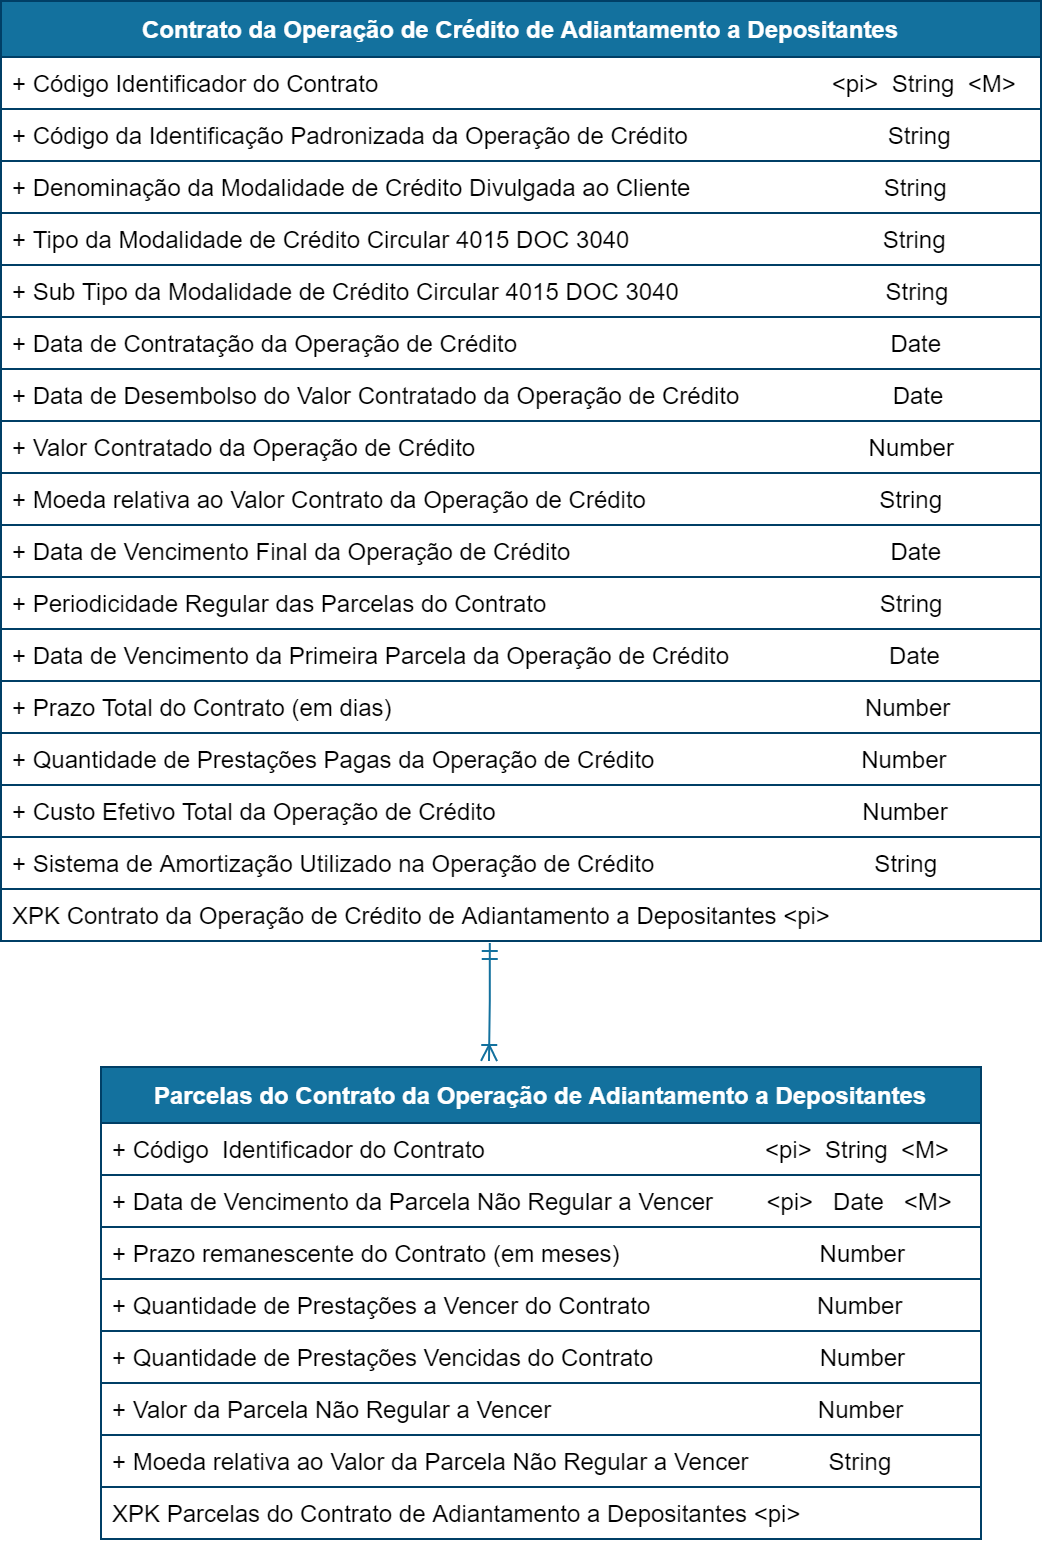 Contrato da Operação de Crédito de Adiantamento a Depositantes
+ Código Identificador do Contrato <pi> String <M>
+ Código da Identificação Padronizada da Operação de Crédito String
+ Denominação da Modalidade de Crédito Divulgada ao Cliente String
+ Tipo da Modalidade de Crédito Circular 4015 DOC 3040 String
+ Sub Tipo da Modalidade de Crédito Circular 4015 DOC 3040 String
+ Data de Contratação da Operação de Crédito Date
+ Data de Desembolso do Valor Contratado da Operação de Crédito Date
+ Valor Contratado da Operação de Crédito Number
+ Moeda relativa ao Valor Contrato da Operação de Crédito String
+ Data de Vencimento Final da Operação de Crédito Date
+ Periodicidade Regular das Parcelas do Contrato String
+ Data de Vencimento da Primeira Parcela da Operação de Crédito Date
+ Prazo Total do Contrato (em dias) Number
+ Quantidade de Prestações Pagas da Operação de Crédito Number
+ Custo Efetivo Total da Operação de Crédito Number
+ Sistema de Amortização Utilizado na Operação de Crédito String
XPK Contrato da Operação de Crédito de Adiantamento a Depositantes <pi>
Parcelas do Contrato da Operação de Adiantamento a Depositantes
+ Código Identificador do Contrato <pi> String <M>
+ Data de Vencimento da Parcela Não Regular a Vencer <pi> Date <M>
+ Prazo remanescente do Contrato (em meses) Number
+ Quantidade de Prestações a Vencer do Contrato Number
+ Quantidade de Prestações Vencidas do Contrato Number
+ Valor da Parcela Não Regular a Vencer Number
+ Moeda relativa ao Valor da Parcela Não Regular a Vencer String
XPK Parcelas do Contrato de Adiantamento a Depositantes <pi>